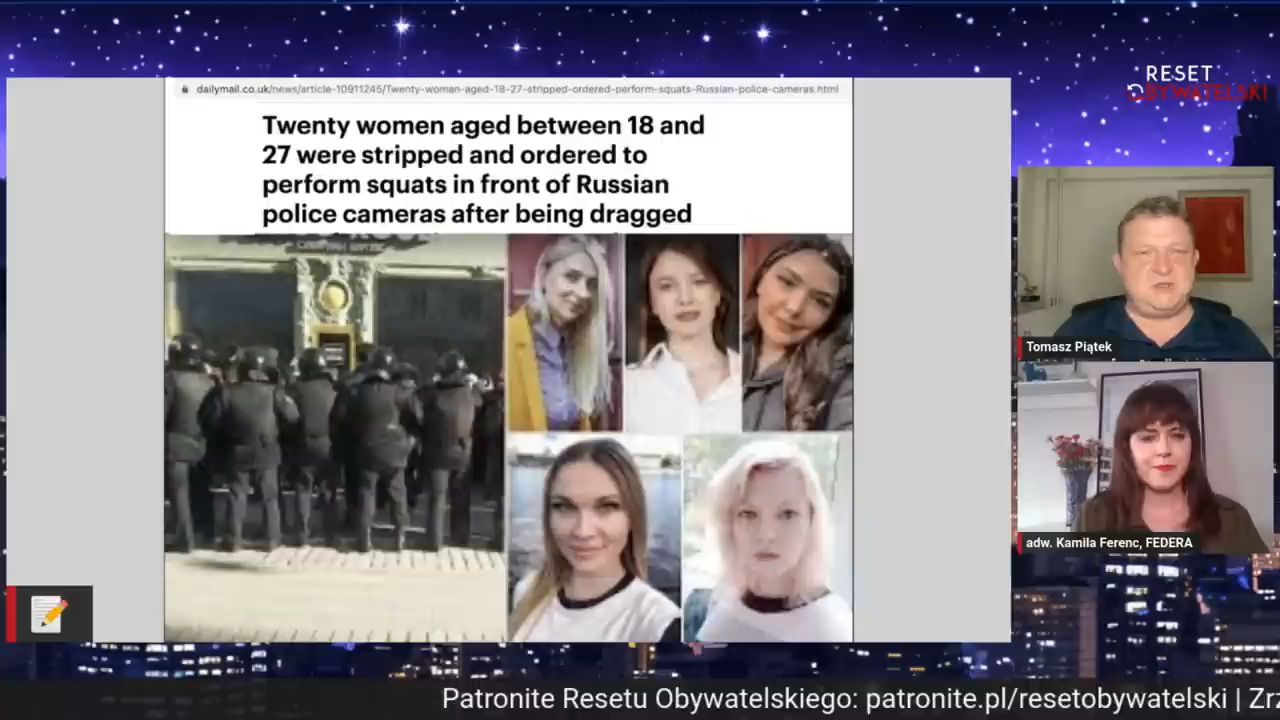 RESET
OBYWATELSKI
dailymail.co.uk/news/article-10911245/Twenty-woman-aged-18-27-stripped-ordered-perform-squats-Russian-police-cameras.html
Twenty women aged between 18 and
27 were stripped and ordered to
perform squats in front of Russian
police cameras after being dragged
Tomasz Piątek
adw. Kamila Ferenc, FEDERA
Patronite Resetu Obywatelskiego: patronite.pl/resetobywatelski | Zrz